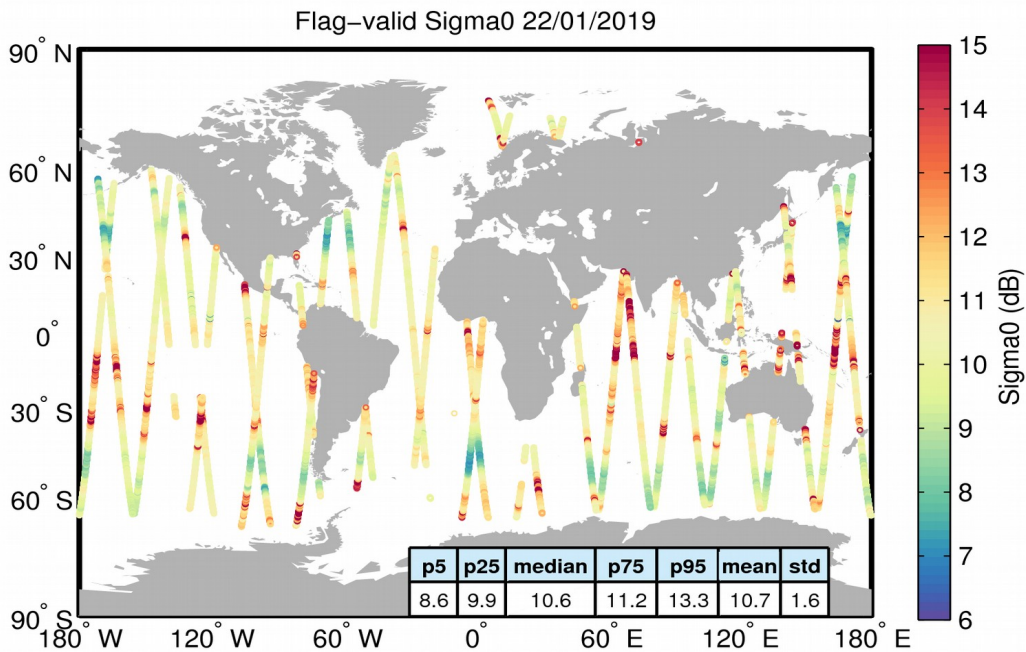 Flag−valid Sigma0 22/01/2019
90° N
60° N
30° N
0°
30° S
60° S
90° S
180° W
120° W
60° W
0°
60° E
120° E
180° E
p5 p25 median p75 p95 mean std
8.6 9.9 10.6 11.2 13.3 10.7 1.6
15
14
13
12
11
10
9
8
7
6
Sigma0 (dB)